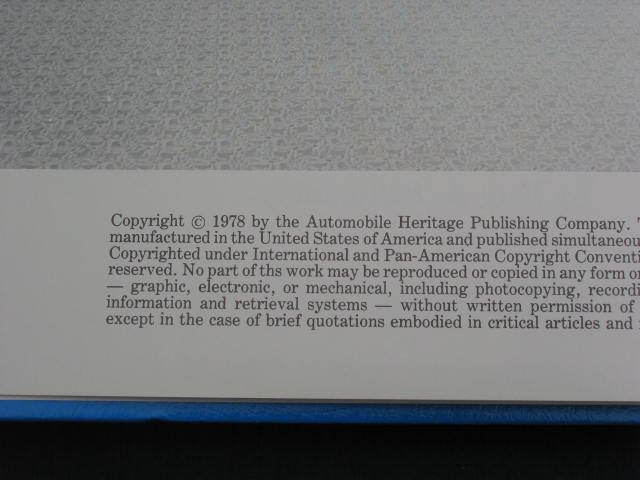 Copyright © 1978 by the Automobile Heritage Publishing Company.
manufactured in the United States of America and published simultaneou
Copyrighted under International and Pan-American Copyright Conventi
reserved. No part of ths work may be reproduced or copied in any form or
— graphic, electronic, or mechanical, including photocopying, recordi
information and retrieval systems — without written permission of
except in the case of brief quotations embodied in critical articles and